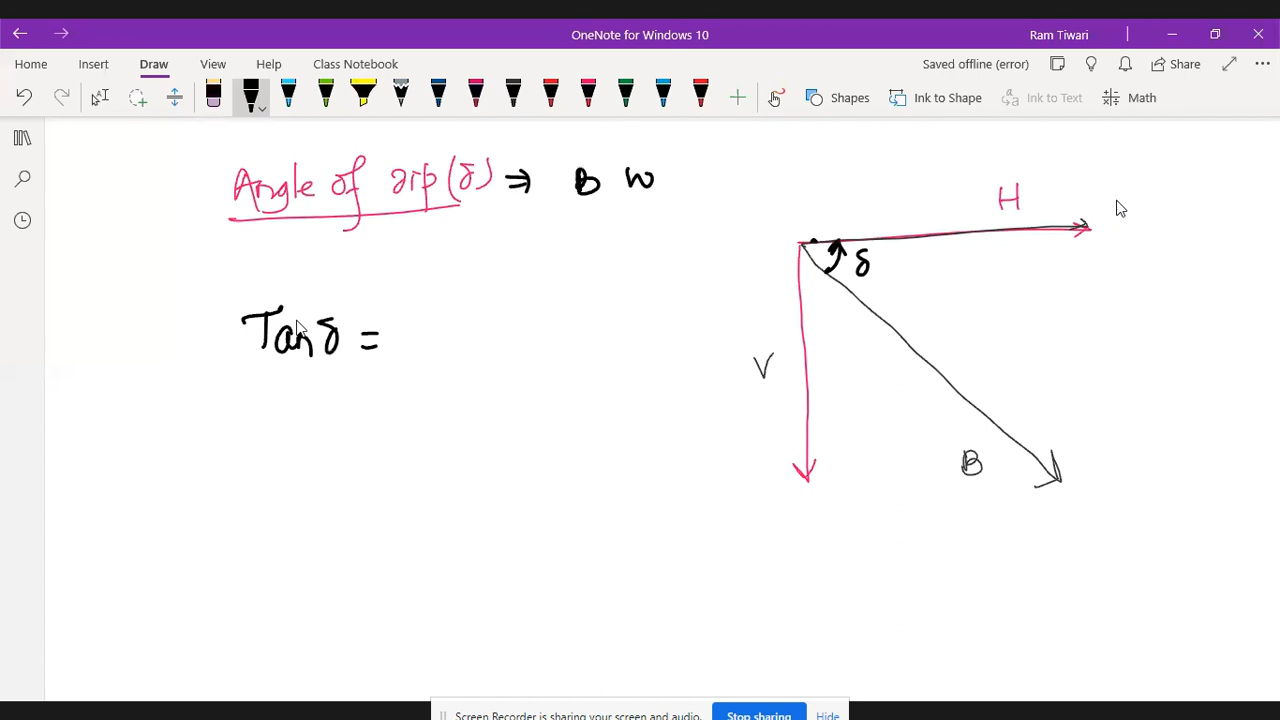 OneNote for Windows 10
Ram Tiwari
Home Insert Draw View Help Class Notebook
Saved offline (error) Share
Shapes Ink to Shape Ink to Text Math
Angle of dip (δ) ⇒ B W
H
δ
Tan δ =
V
B
Screen Recorder is sharing your screen and audio. Stop sharing Hide